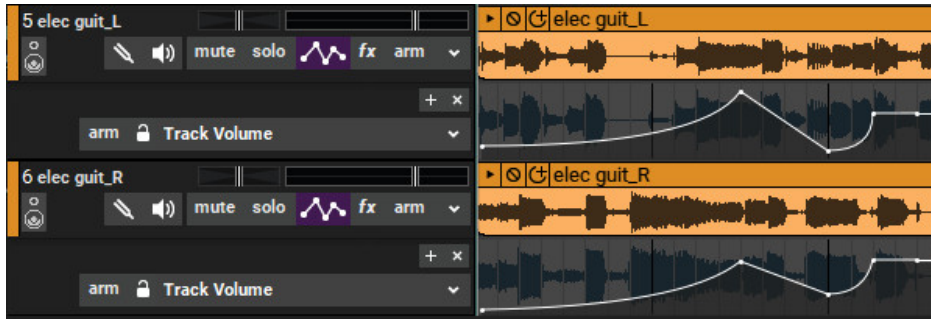 5 elec guit_L
elec guit_L
mute solo fx arm
arm Track Volume
6 elec guit_R
elec guit_R
mute solo fx arm
arm Track Volume